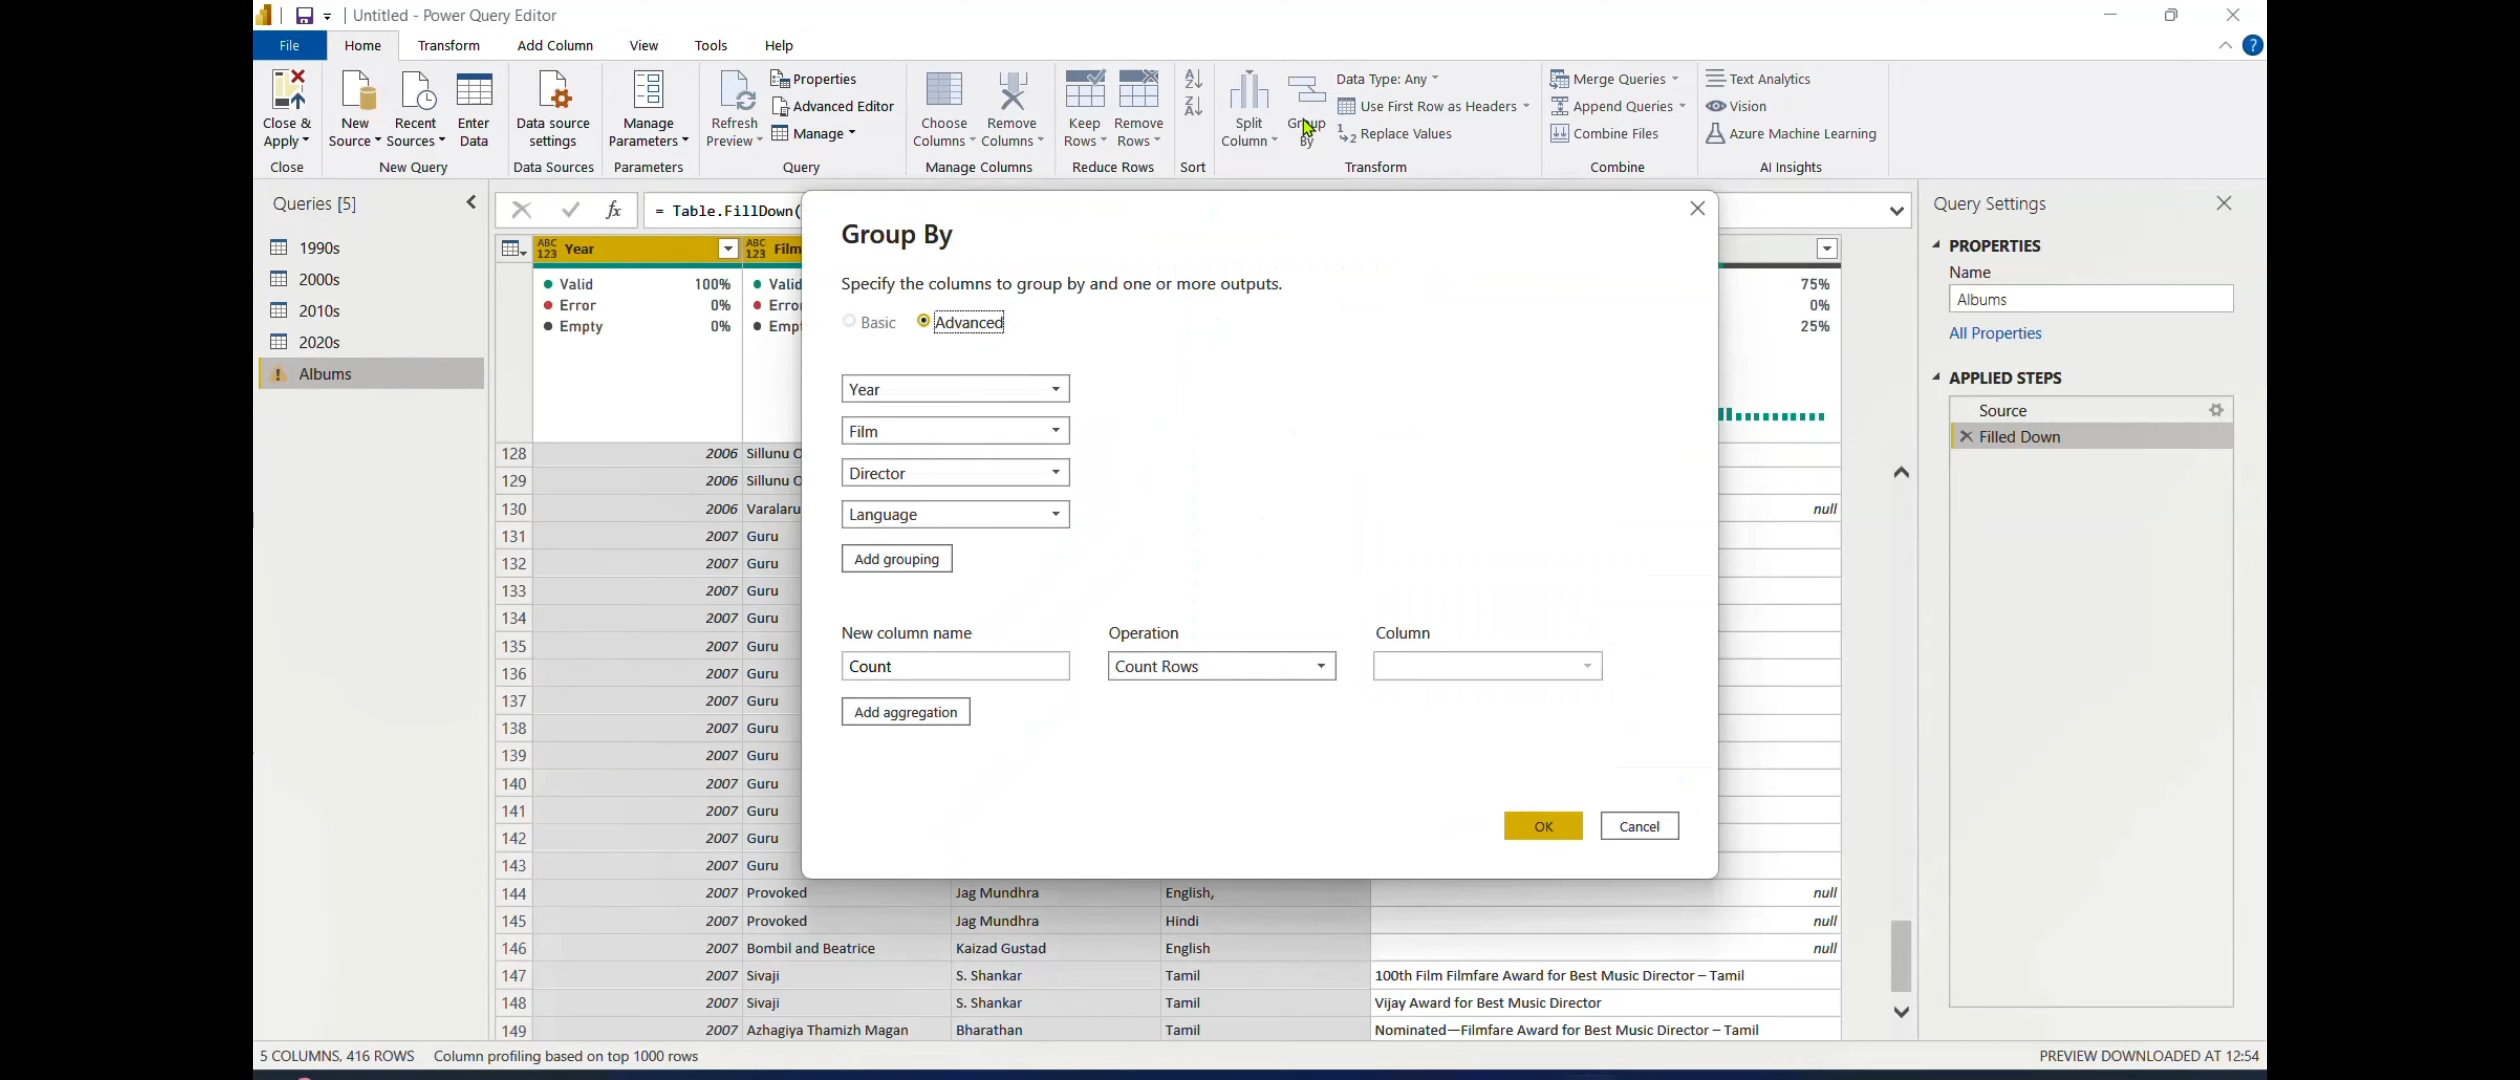 Untitled - Power Query Editor
File Home Transform Add Column View Tools Help
Close & Apply
Close
New Source
Recent Sources
Enter Data
New Query
Data source settings
Data Sources
Manage Parameters
Parameters
Refresh Preview
Properties
Advanced Editor
Manage
Query
Choose Columns
Remove Columns
Manage Columns
Keep Rows
Remove Rows
Reduce Rows
Sort
Split Column
Group By
Data Type: Any
Use First Row as Headers
Replace Values
Transform
Merge Queries
Append Queries
Combine Files
Combine
Text Analytics
Vision
Azure Machine Learning
AI Insights
Queries [5]
1990s
2000s
2010s
2020s
Albums
fx
= Table.FillDown(
ABC 123 Year
ABC 123 Film
Valid 100%
Error 0%
Empty 0%
75%
0%
25%
128 2006 Sillunu
129 2006 Sillunu
130 2006 Varalaru null
131 2007 Guru
132 2007 Guru
133 2007 Guru
134 2007 Guru
135 2007 Guru
136 2007 Guru
137 2007 Guru
138 2007 Guru
139 2007 Guru
140 2007 Guru
141 2007 Guru
142 2007 Guru
143 2007 Guru
144 2007 Provoked Jag Mundhra English, null
145 2007 Provoked Jag Mundhra Hindi null
146 2007 Bombil and Beatrice Kaizad Gustad English null
147 2007 Sivaji S. Shankar Tamil 100th Film Filmfare Award for Best Music Director – Tamil
148 2007 Sivaji S. Shankar Tamil Vijay Award for Best Music Director
149 2007 Azhagiya Thamizh Magan Bharathan Tamil Nominated—Filmfare Award for Best Music Director – Tamil
Group By
Specify the columns to group by and one or more outputs.
Basic Advanced
Year
Film
Director
Language
Add grouping
New column name Operation Column
Count Count Rows
Add aggregation
OK Cancel
Query Settings
PROPERTIES
Name
Albums
All Properties
APPLIED STEPS
Source
Filled Down
5 COLUMNS, 416 ROWS Column profiling based on top 1000 rows
PREVIEW DOWNLOADED AT 12:54